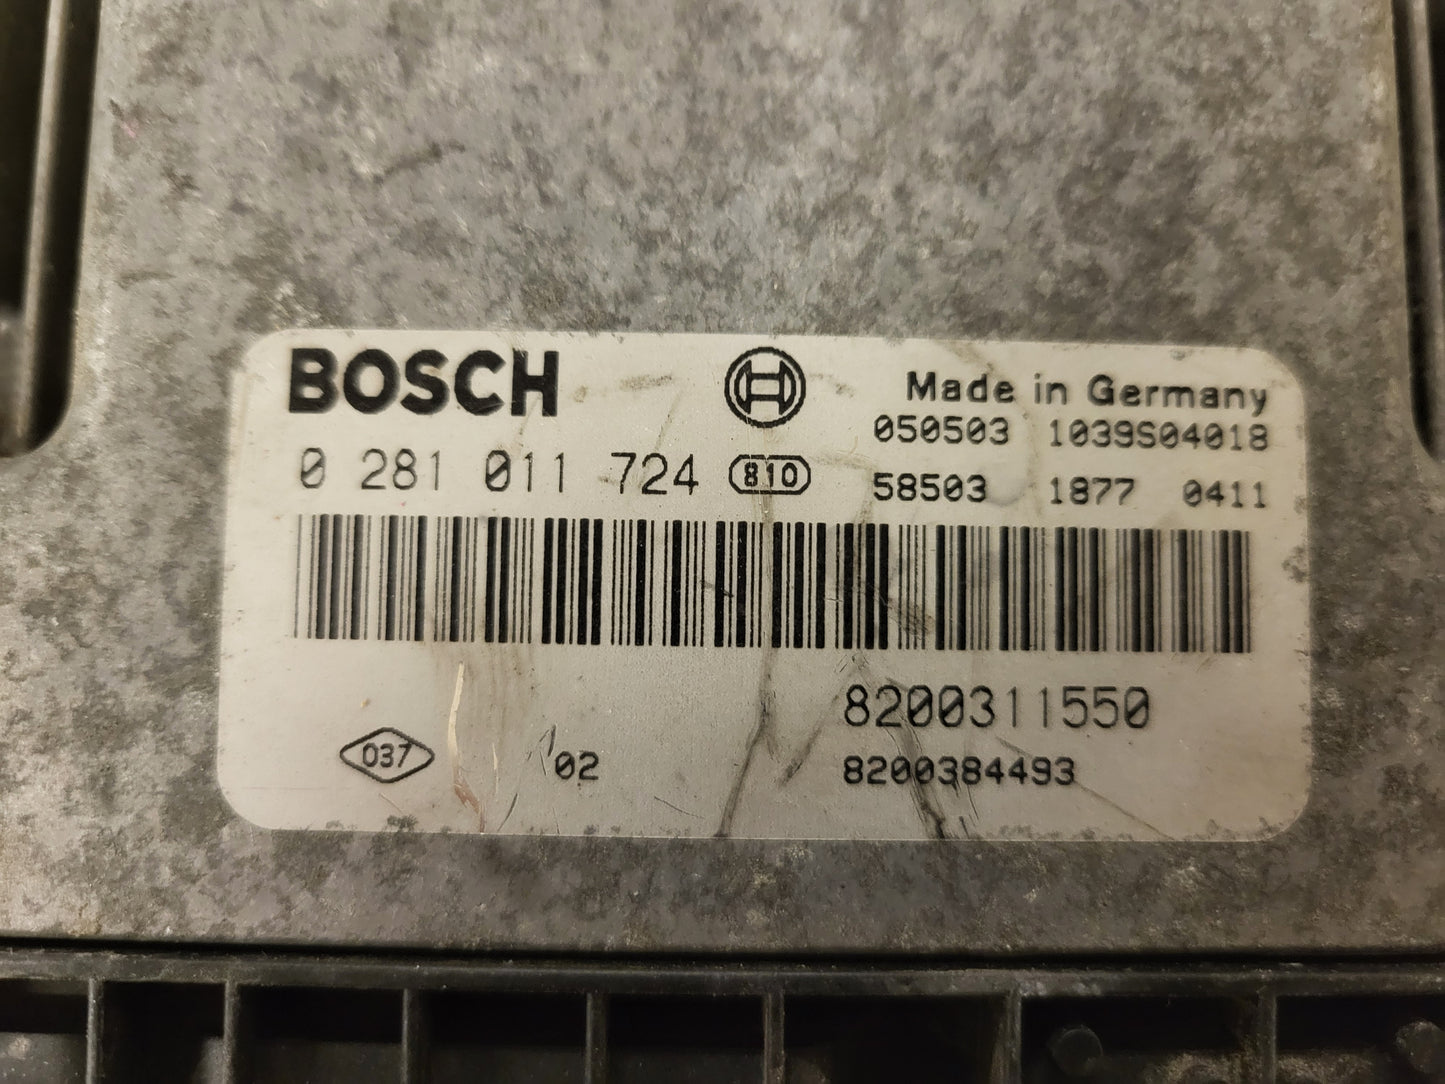 BOSCH
Made in Germany
050503 1039S04018
0 281 011 724 810
58503 1877 0411
8200311550
037 02
8200384493